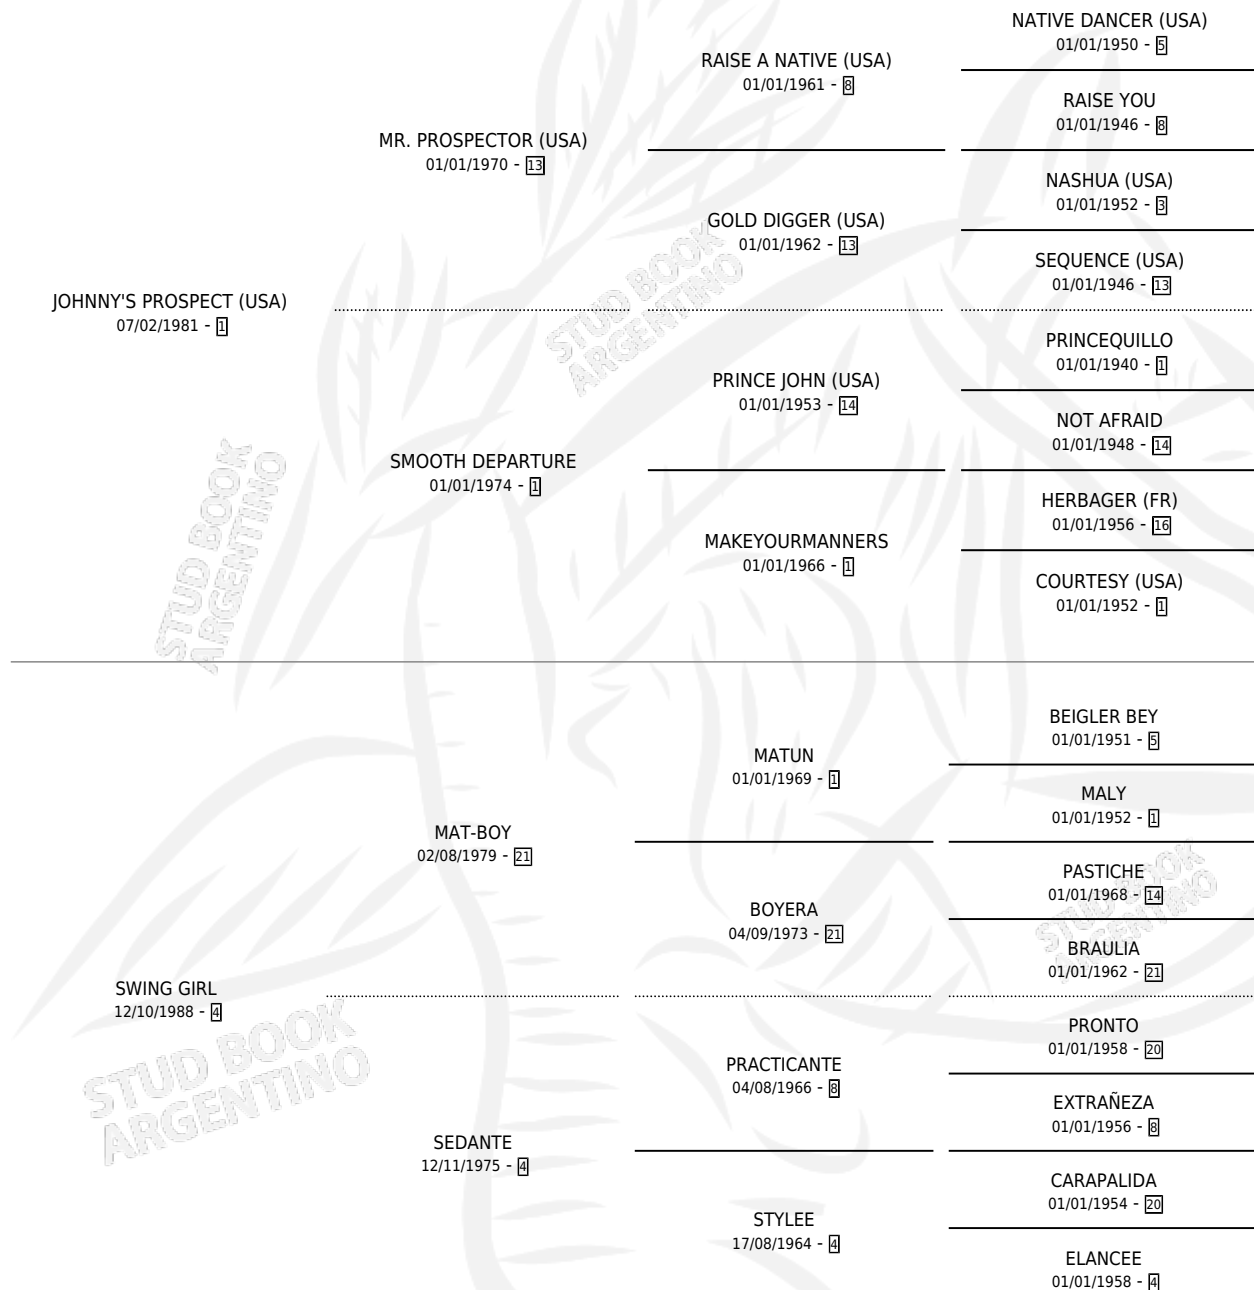 NATIVE DANCER (USA)
01/01/1950 - 5
RAISE A NATIVE (USA)
01/01/1961 - 8
RAISE YOU
01/01/1946 - 8
MR. PROSPECTOR (USA)
01/01/1970 - 13
NASHUA (USA)
01/01/1952 - 3
GOLD DIGGER (USA)
01/01/1962 - 13
SEQUENCE (USA)
01/01/1946 - 13
JOHNNY'S PROSPECT (USA)
07/02/1981 - 1
STUD BOOK
ARGENTINO
PRINCEQUILLO
01/01/1940 - 1
PRINCE JOHN (USA)
01/01/1953 - 14
NOT AFRAID
01/01/1948 - 14
SMOOTH DEPARTURE
01/01/1974 - 1
HERBAGER (FR)
01/01/1956 - 16
MAKEYOURMANNERS
01/01/1966 - 1
COURTESY (USA)
01/01/1952 - 1
STUD BOOK
ARGENTINO
BEIGLER BEY
01/01/1951 - 5
MATUN
01/01/1969 - 1
MALY
01/01/1952 - 1
MAT-BOY
02/08/1979 - 21
PASTICHE
01/01/1968 - 14
BOYERA
04/09/1973 - 21
BRAULIA
01/01/1962 - 21
STUD BOOK
ARGENTINO
SWING GIRL
12/10/1988 - 4
STUD BOOK
ARGENTINO
PRONTO
01/01/1958 - 20
PRACTICANTE
04/08/1966 - 8
EXTRAÑEZA
01/01/1956 - 8
SEDANTE
12/11/1975 - 4
CARAPALIDA
01/01/1954 - 20
STYLEE
17/08/1964 - 4
ELANCEE
01/01/1958 - 4